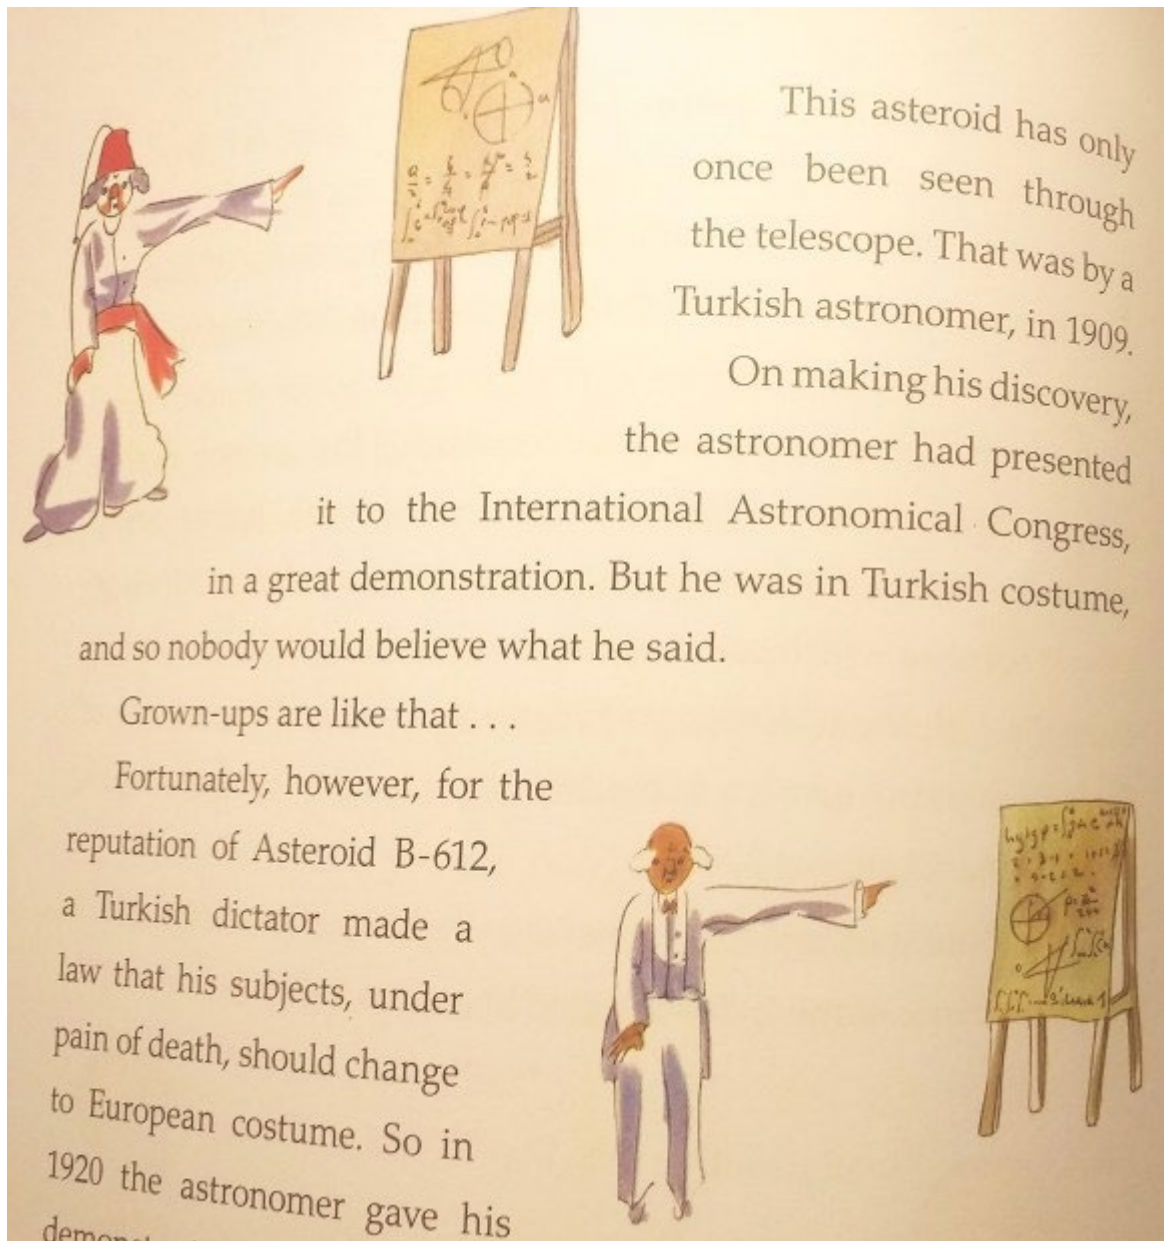 This asteroid has only
once been seen through
the telescope. That was by a
Turkish astronomer, in 1909.
On making his discovery,
the astronomer had presented
it to the International Astronomical Congress,
in a great demonstration. But he was in Turkish costume,
and so nobody would believe what he said.
Grown-ups are like that . . .
Fortunately, however, for the
reputation of Asteroid B-612,
a Turkish dictator made a
law that his subjects, under
pain of death, should change
to European costume. So in
1920 the astronomer gave his